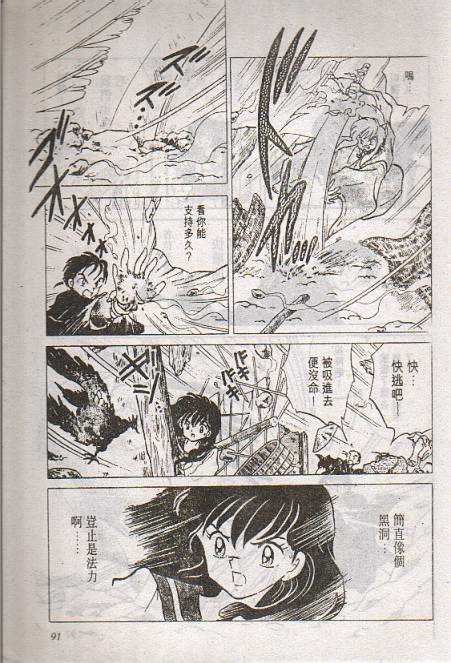 嗚…
看你能
支持多久？
快…
快逃吧—
被吸進去
便沒命—
簡直像個
黑洞…
豈止是法力
啊……
91